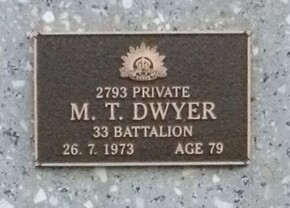 2793 PRIVATE
M. T. DWYER
33 BATTALION
26. 7. 1973 AGE 79